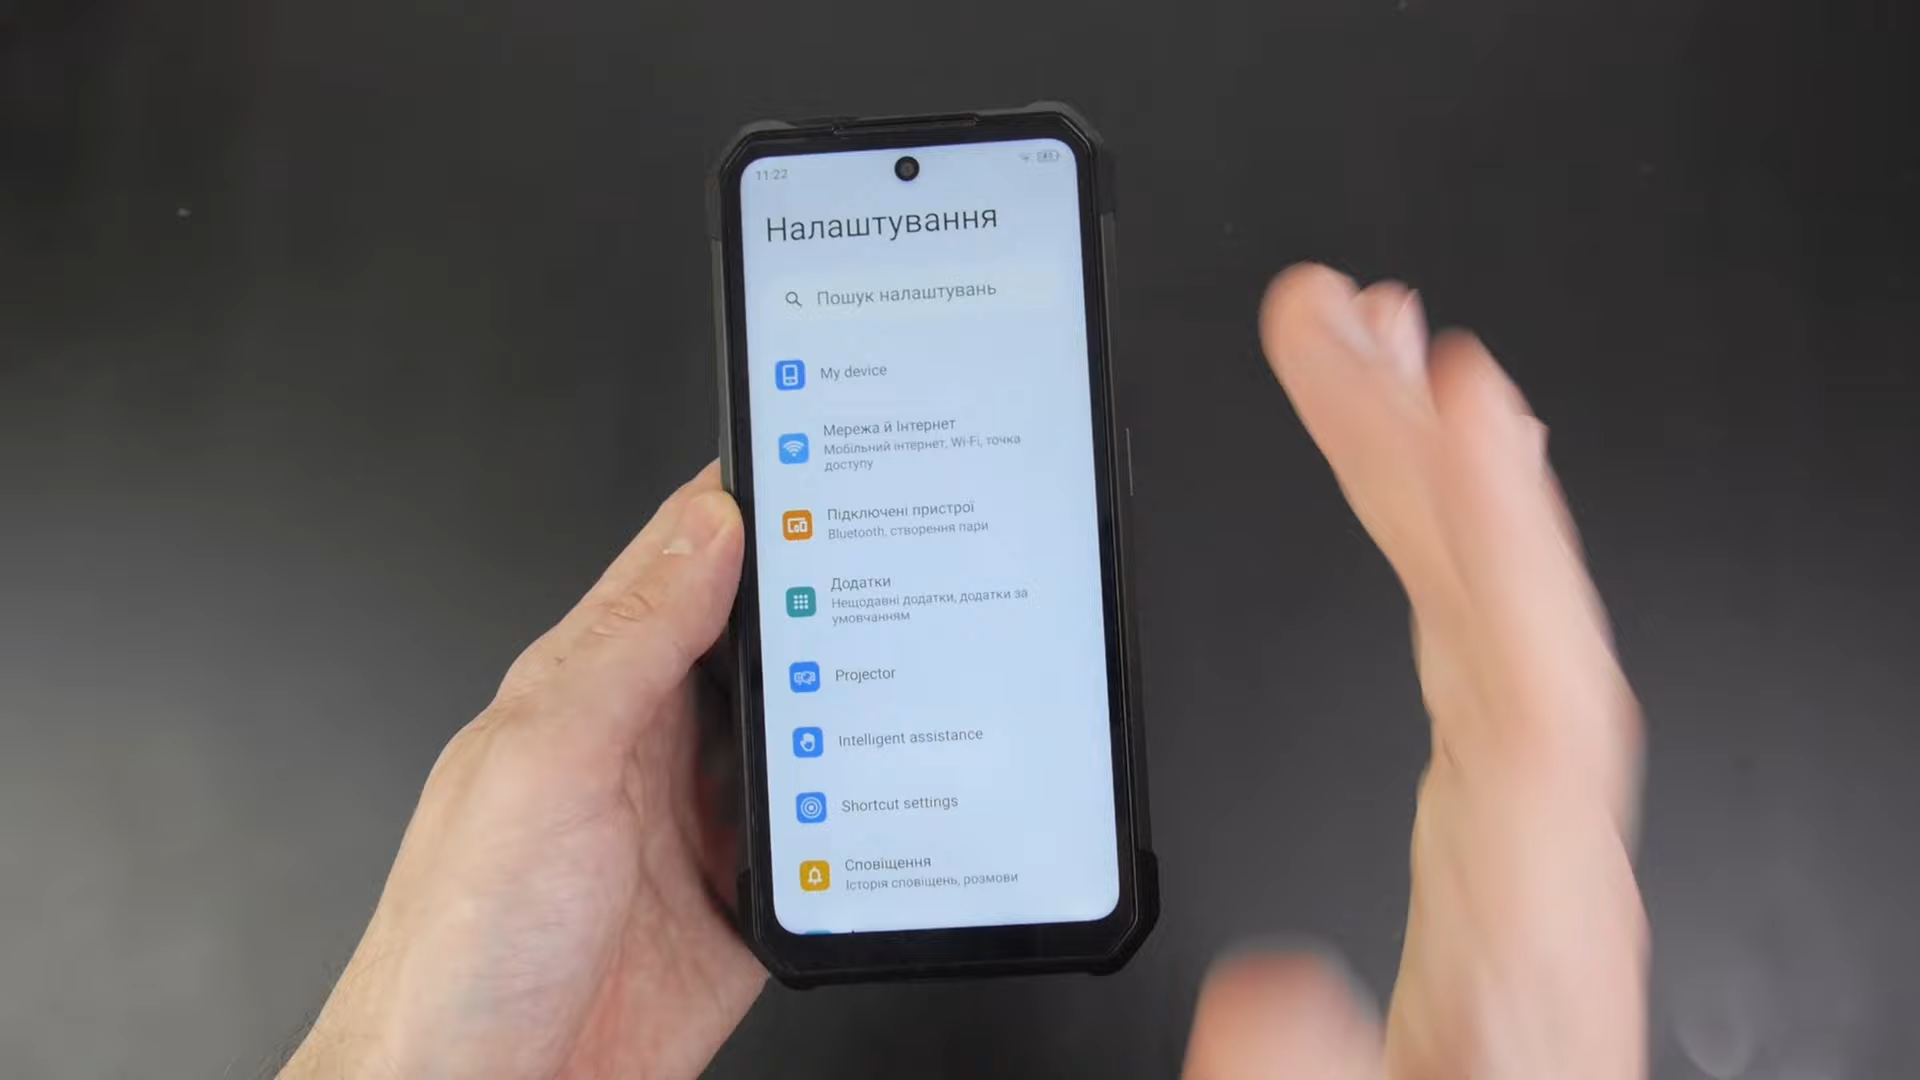 11:22
Налаштування
Пошук налаштувань
My device
Мережа й Інтернет
Мобільний інтернет, Wi-Fi, точка
доступу
Підключені пристрої
Bluetooth, створення пари
Додатки
Нещодавні додатки, додатки за
умовчанням
Projector
Intelligent assistance
Shortcut settings
Сповіщення
Історія сповіщень, розмови